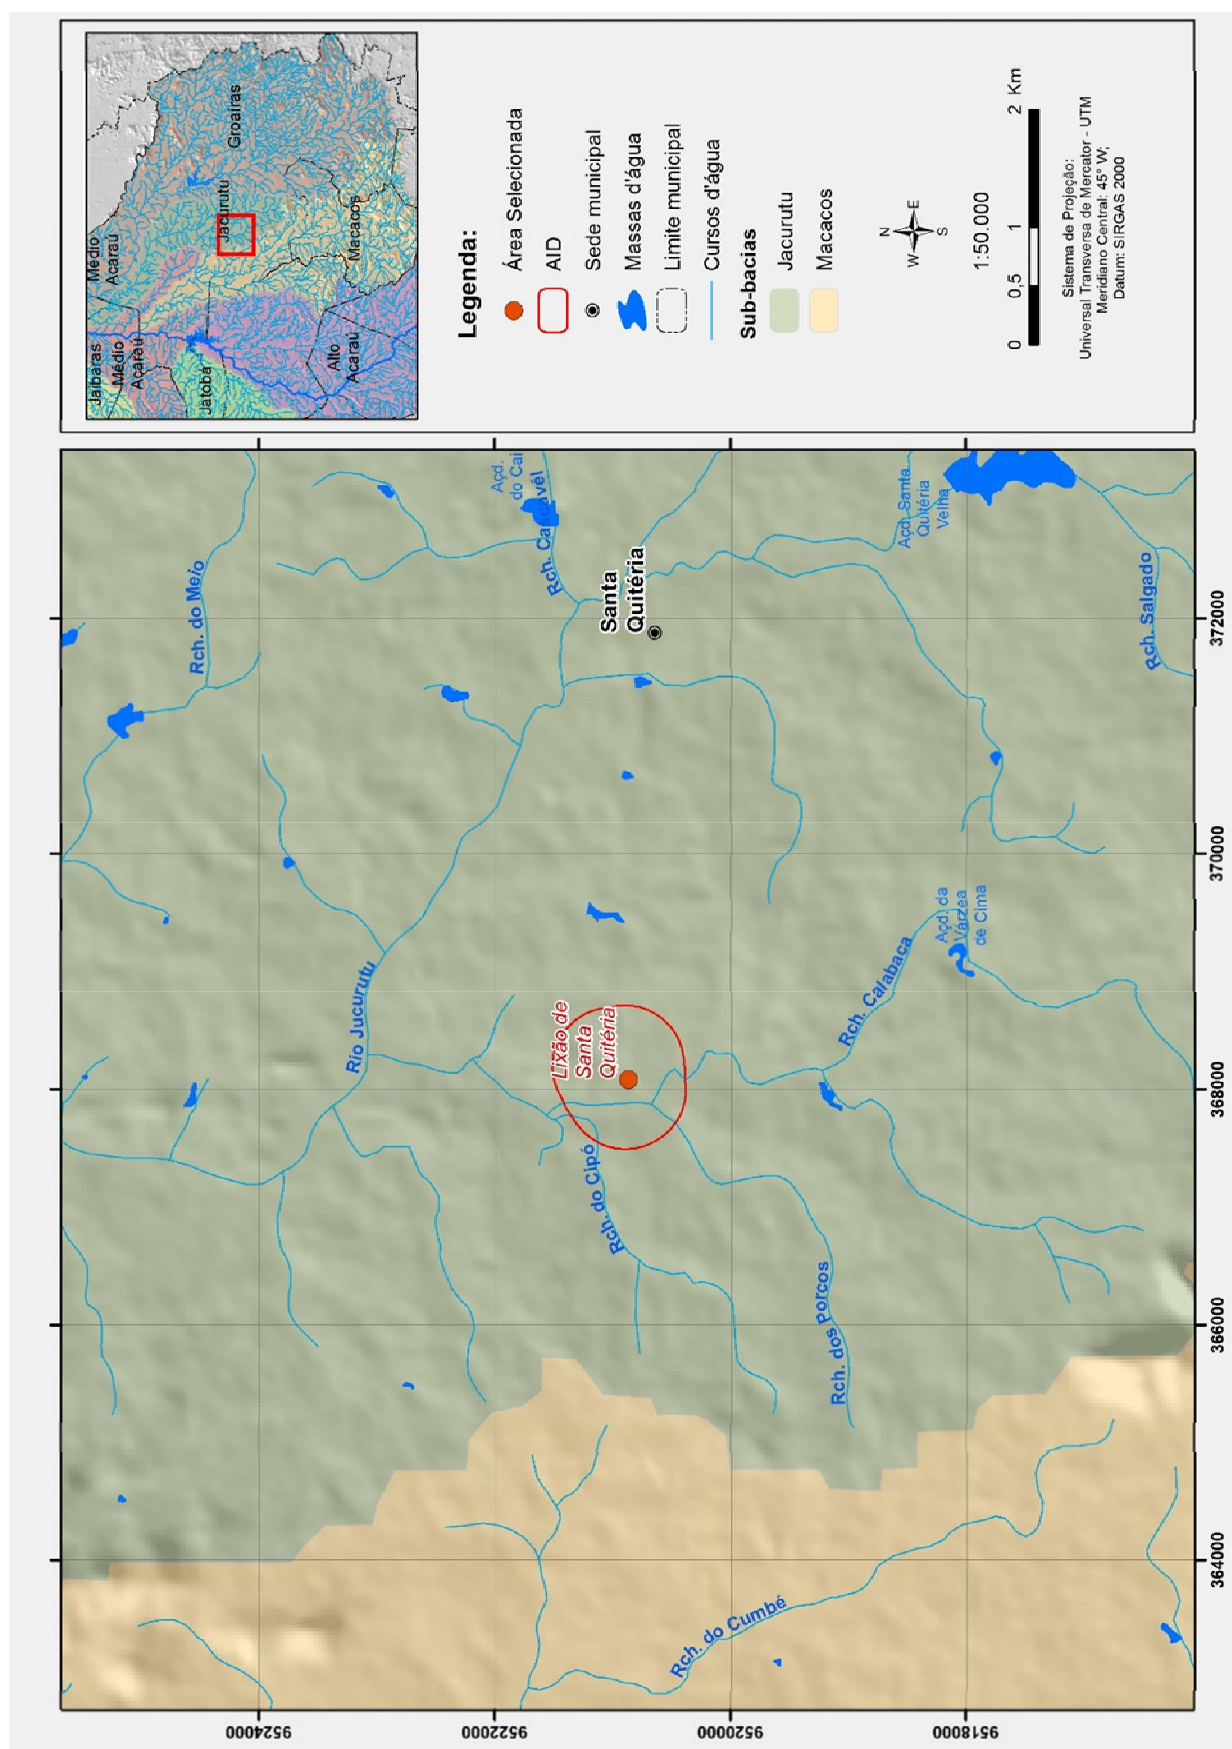 Médio
Acaraú
Groaíras
Jaibaras
Médio
Acaraú
Jatobá
Alto
Acaraú
Jacurutu
Macacos
Legenda:
Área Selecionada
AID
Sede municipal
Massas d'água
Limite municipal
Cursos d'água
Sub-bacias
Jacurutu
Macacos
N
W
E
S
1:50.000
0
0,5
1
2 Km
Sistema de Projeção:
Universal Transversa de Mercator - UTM
Meridiano Central: 45° W;
Datum: SIRGAS 2000
Rch. do Meio
Açd.
do Cai
Rch. Cascavél
Santa
Quitéria
Açd. Santa
Quitéria
Velha
Rch. Salgado
Rio Jucurutu
Lixão de
Santa
Quitéria
Rch. Calabaca
Açd. da
Várzea
de Cima
Rch. do Cipó
Rch. dos Porcos
Rch. do Cumbé
9524000
9522000
9520000
9518000
364000
366000
368000
370000
372000